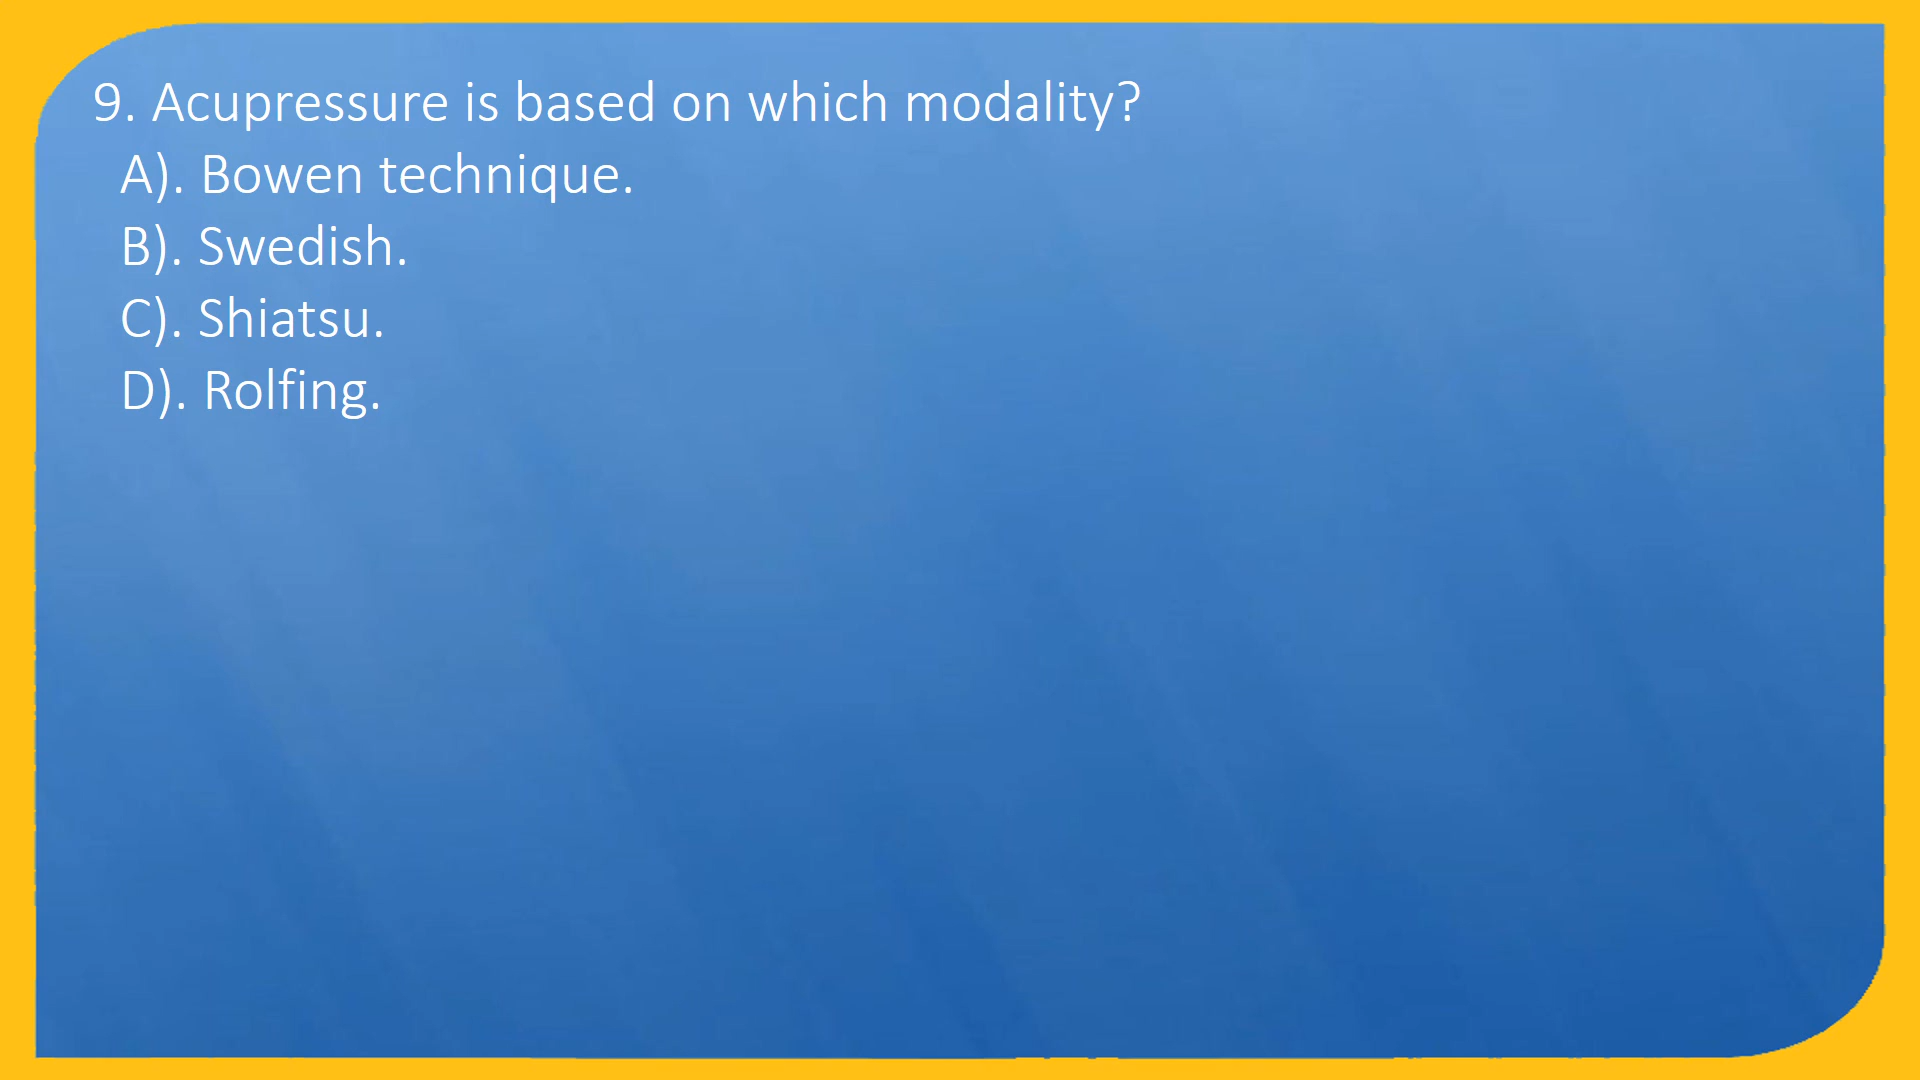 9. Acupressure is based on which modality?
A). Bowen technique.
B). Swedish.
C). Shiatsu.
D). Rolfing.